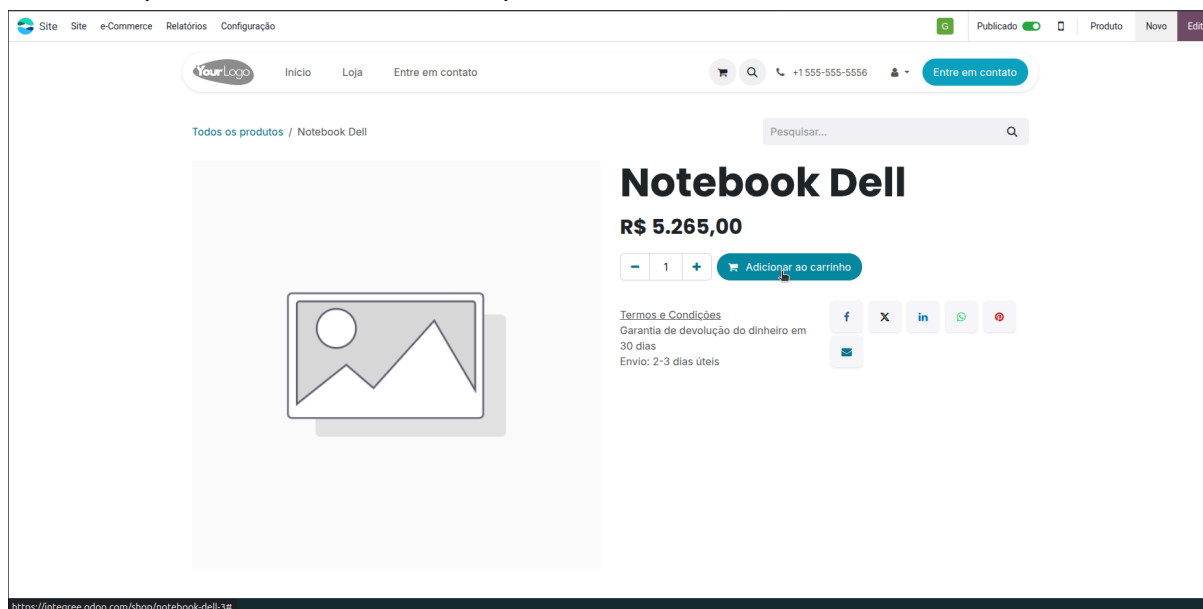 Site Site e-Commerce Relatórios Configuração G Publicado Produto Novo Edit
YourLogo Início Loja Entre em contato +1 555-555-5556 Entre em contato
Todos os produtos / Notebook Dell Pesquisar...
Notebook Dell
R$ 5.265,00
1 Adicionar ao carrinho
Termos e Condições
Garantia de devolução do dinheiro em
30 dias
Envio: 2-3 dias úteis
https://integree.odoo.com/shop/notebook-dell-3#